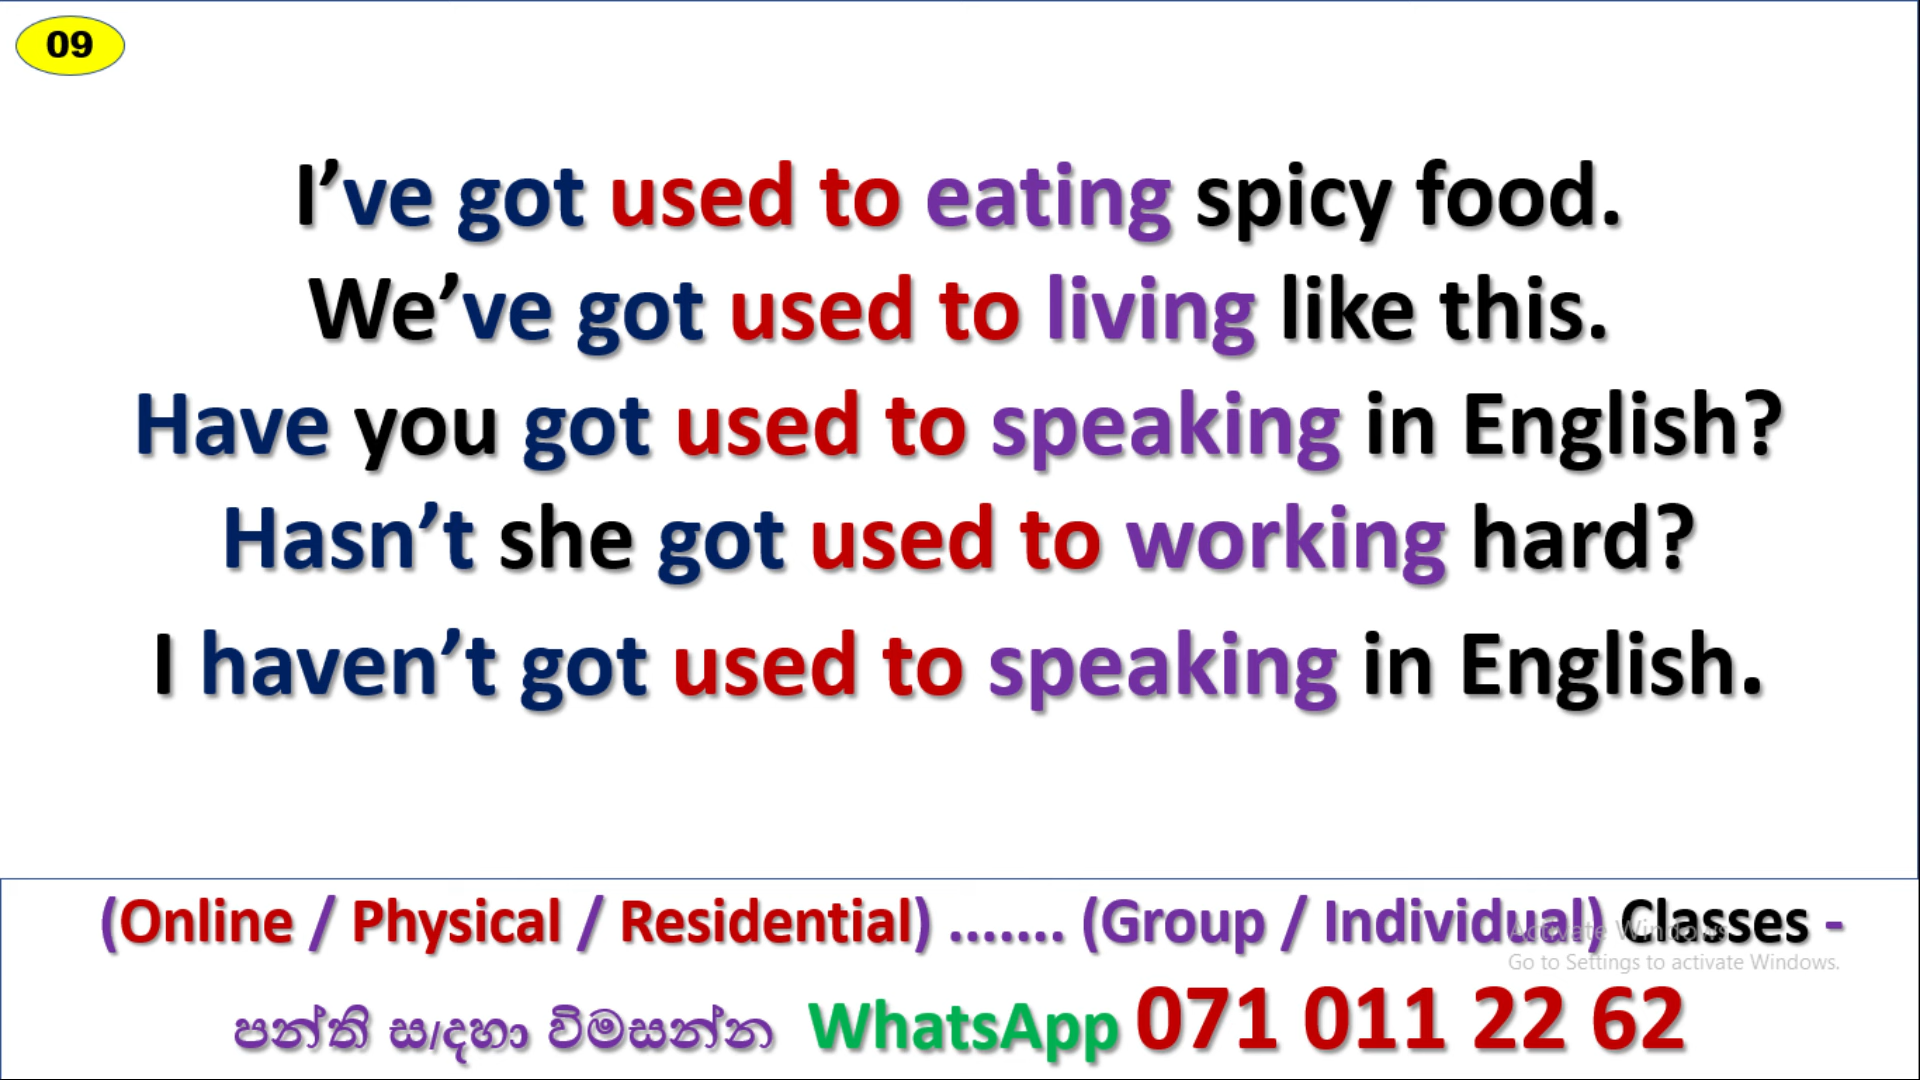 09
I’ve got used to eating spicy food.
We’ve got used to living like this.
Have you got used to speaking in English?
Hasn’t she got used to working hard?
I haven’t got used to speaking in English.
(Online / Physical / Residential) ....... (Group / Individual) Classes -
Activate Windows
Go to Settings to activate Windows.
පන්ති ස/දහා විමසන්න WhatsApp 071 011 22 62